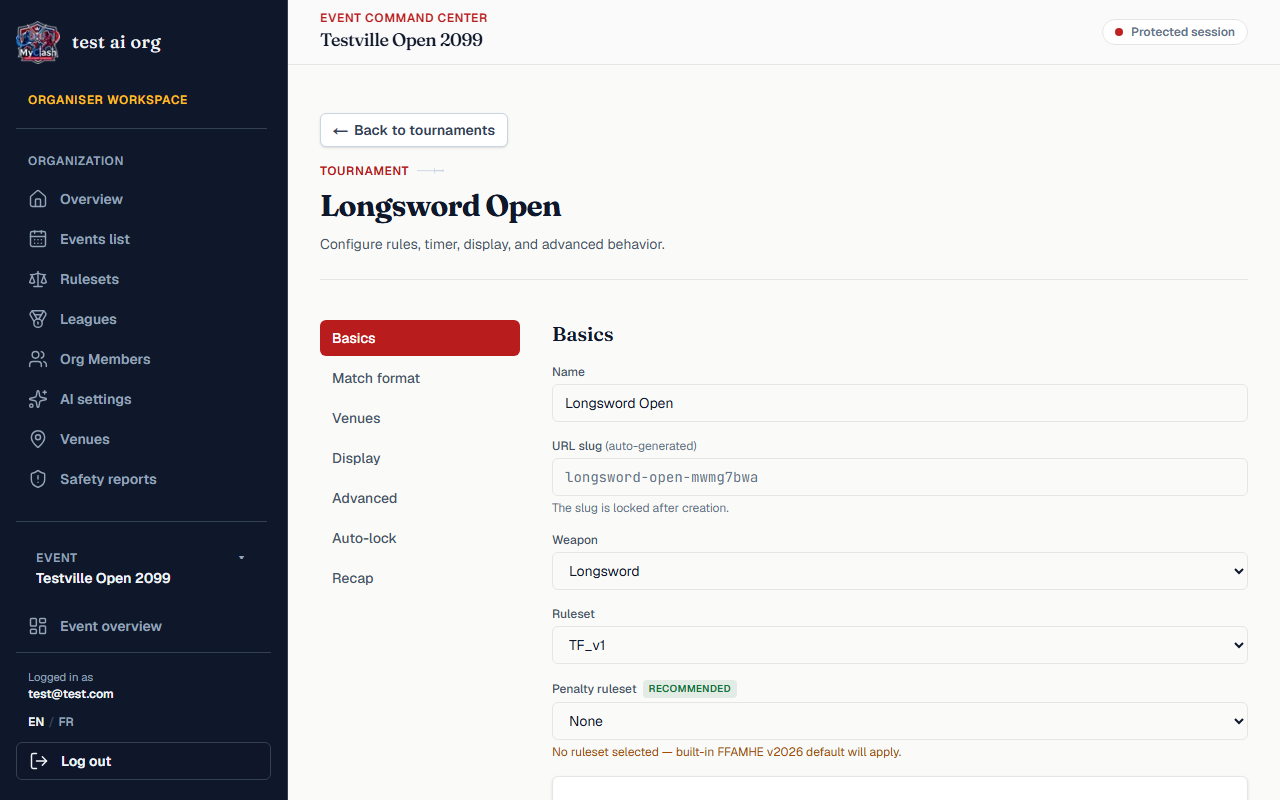 MyClash
test ai org
ORGANISER WORKSPACE
ORGANIZATION
Overview
Events list
Rulesets
Leagues
Org Members
AI settings
Venues
Safety reports
EVENT
Testville Open 2099
Event overview
Logged in as
test@test.com
EN / FR
Log out
EVENT COMMAND CENTER
Testville Open 2099
Protected session
← Back to tournaments
TOURNAMENT
Longsword Open
Configure rules, timer, display, and advanced behavior.
Basics
Match format
Venues
Display
Advanced
Auto-lock
Recap
Basics
Name
Longsword Open
URL slug (auto-generated)
longsword-open-mwmg7bwa
The slug is locked after creation.
Weapon
Longsword
Ruleset
TF_v1
Penalty ruleset RECOMMENDED
None
No ruleset selected — built-in FFAMHE v2026 default will apply.